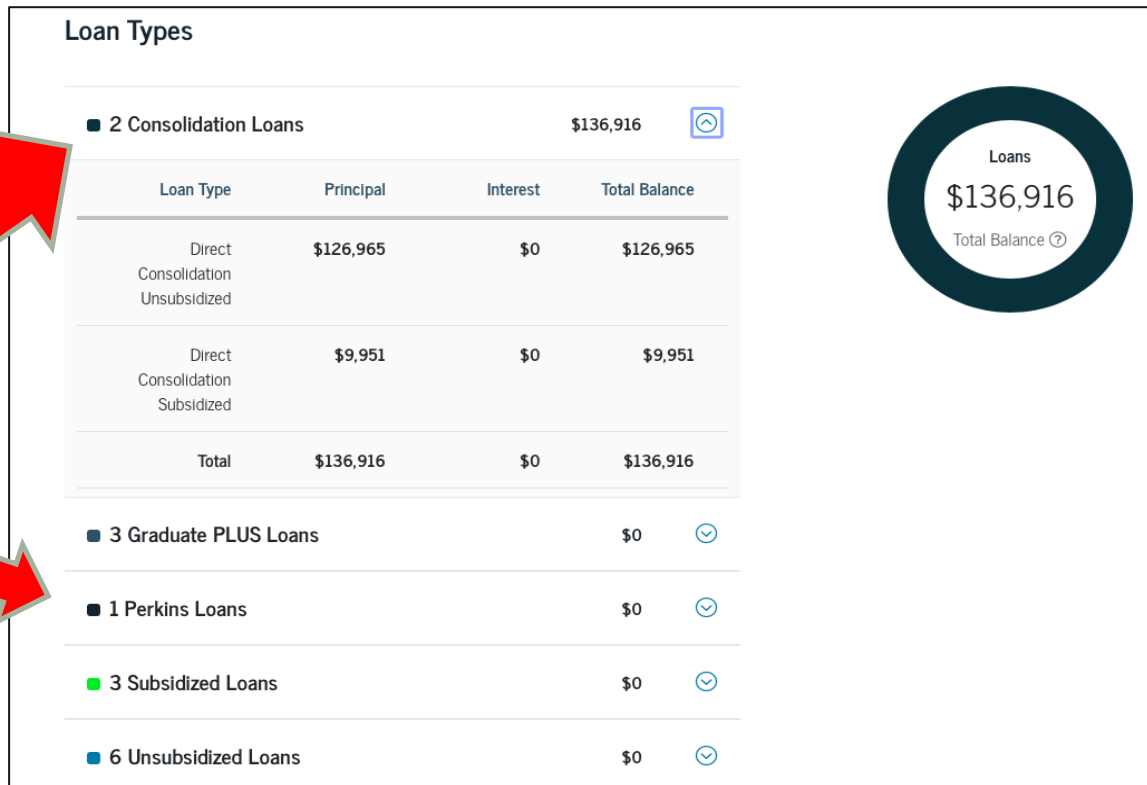 Loan Types
2 Consolidation Loans $136,916
Loan Type Principal Interest Total Balance
Direct $126,965 $0 $126,965
Consolidation
Unsubsidized
Direct $9,951 $0 $9,951
Consolidation
Subsidized
Total $136,916 $0 $136,916
3 Graduate PLUS Loans $0
1 Perkins Loans $0
3 Subsidized Loans $0
6 Unsubsidized Loans $0
Loans
$136,916
Total Balance ?